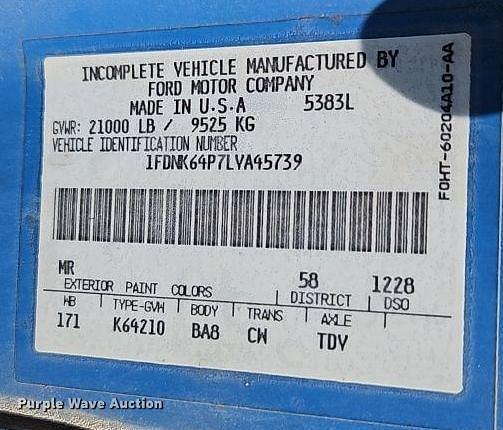 INCOMPLETE VEHICLE MANUFACTURED BY
FORD MOTOR COMPANY
MADE IN U.S.A 5383L
GVWR: 21000 LB / 9525 KG
VEHICLE IDENTIFICATION NUMBER
1FDNK64P7LVA45739
F0HT-60204A10-AA
MR 58 1228
EXTERIOR PAINT COLORS DISTRICT DSO
WB TYPE-GVW BODY TRANS AXLE
171 K64210 BA8 CW TDV
Purple Wave Auction